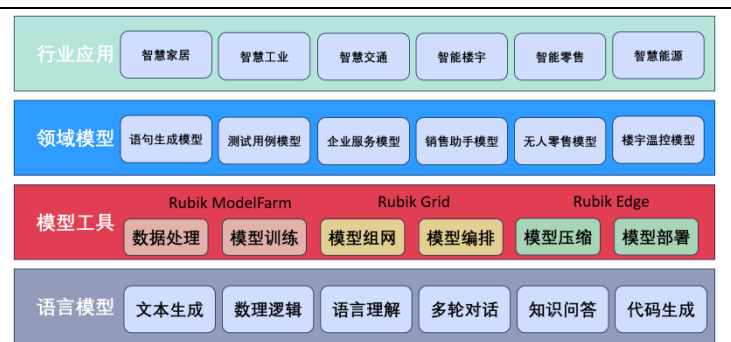 行业应用
智慧家居 智慧工业 智慧交通 智能楼宇 智能零售 智慧能源
领域模型
语句生成模型 测试用例模型 企业服务模型 销售助手模型 无人零售模型 楼宇温控模型
模型工具
Rubik ModelFarm Rubik Grid Rubik Edge
数据处理 模型训练 模型组网 模型编排 模型压缩 模型部署
语言模型
文本生成 数理逻辑 语言理解 多轮对话 知识问答 代码生成